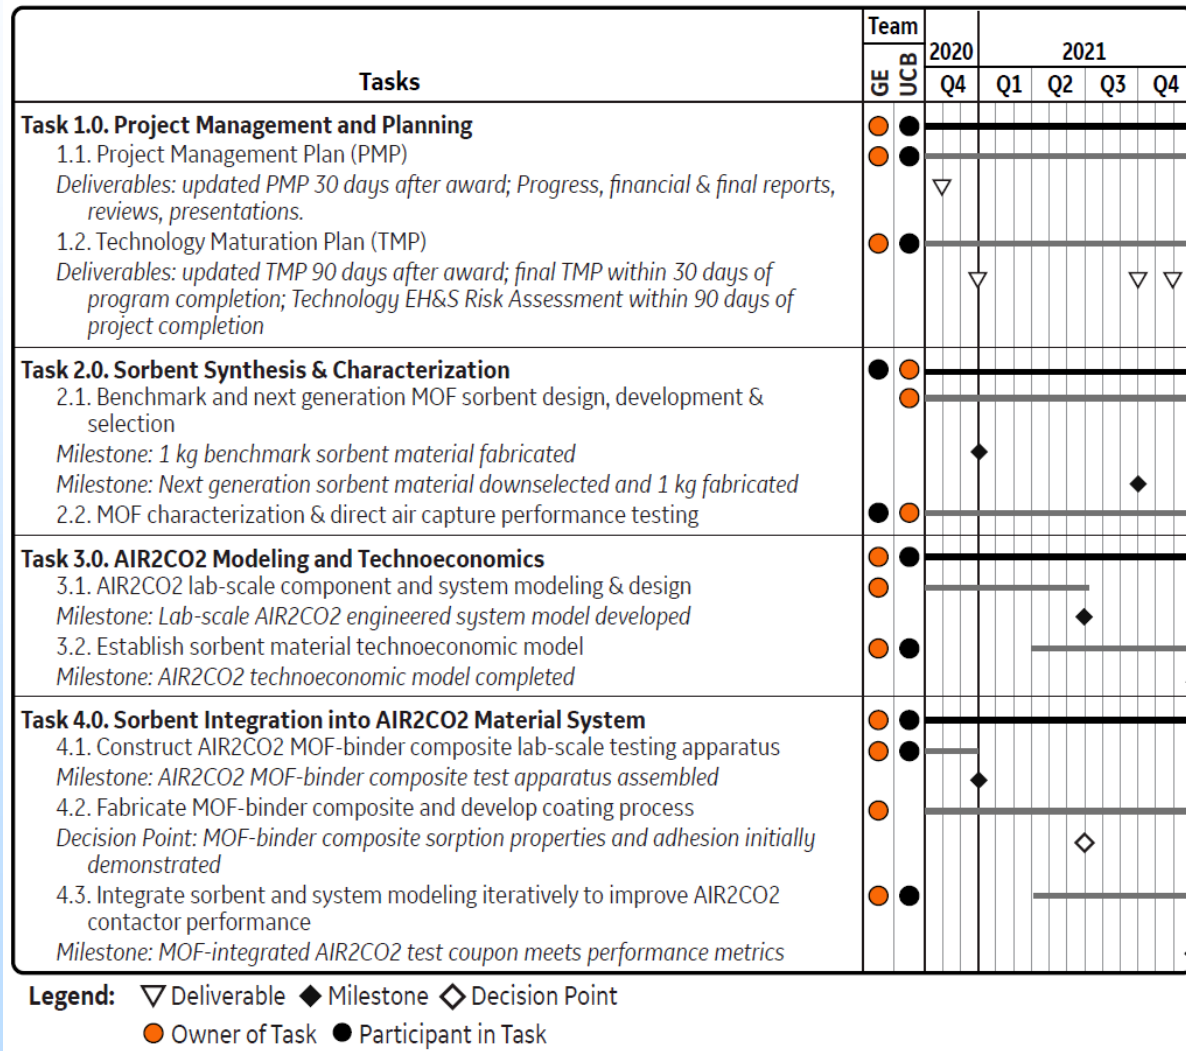 Team
2020 2021
Tasks GE UCB Q4 Q1 Q2 Q3 Q4
Task 1.0. Project Management and Planning
1.1. Project Management Plan (PMP)
Deliverables: updated PMP 30 days after award; Progress, financial & final reports,
reviews, presentations.
1.2. Technology Maturation Plan (TMP)
Deliverables: updated TMP 90 days after award; final TMP within 30 days of
program completion; Technology EH&S Risk Assessment within 90 days of
project completion
Task 2.0. Sorbent Synthesis & Characterization
2.1. Benchmark and next generation MOF sorbent design, development &
selection
Milestone: 1 kg benchmark sorbent material fabricated
Milestone: Next generation sorbent material downselected and 1 kg fabricated
2.2. MOF characterization & direct air capture performance testing
Task 3.0. AIR2CO2 Modeling and Technoeconomics
3.1. AIR2CO2 lab-scale component and system modeling & design
Milestone: Lab-scale AIR2CO2 engineered system model developed
3.2. Establish sorbent material technoeconomic model
Milestone: AIR2CO2 technoeconomic model completed
Task 4.0. Sorbent Integration into AIR2CO2 Material System
4.1. Construct AIR2CO2 MOF-binder composite lab-scale testing apparatus
Milestone: AIR2CO2 MOF-binder composite test apparatus assembled
4.2. Fabricate MOF-binder composite and develop coating process
Decision Point: MOF-binder composite sorption properties and adhesion initially
demonstrated
4.3. Integrate sorbent and system modeling iteratively to improve AIR2CO2
contactor performance
Milestone: MOF-integrated AIR2CO2 test coupon meets performance metrics
Legend: Deliverable Milestone Decision Point
Owner of Task Participant in Task